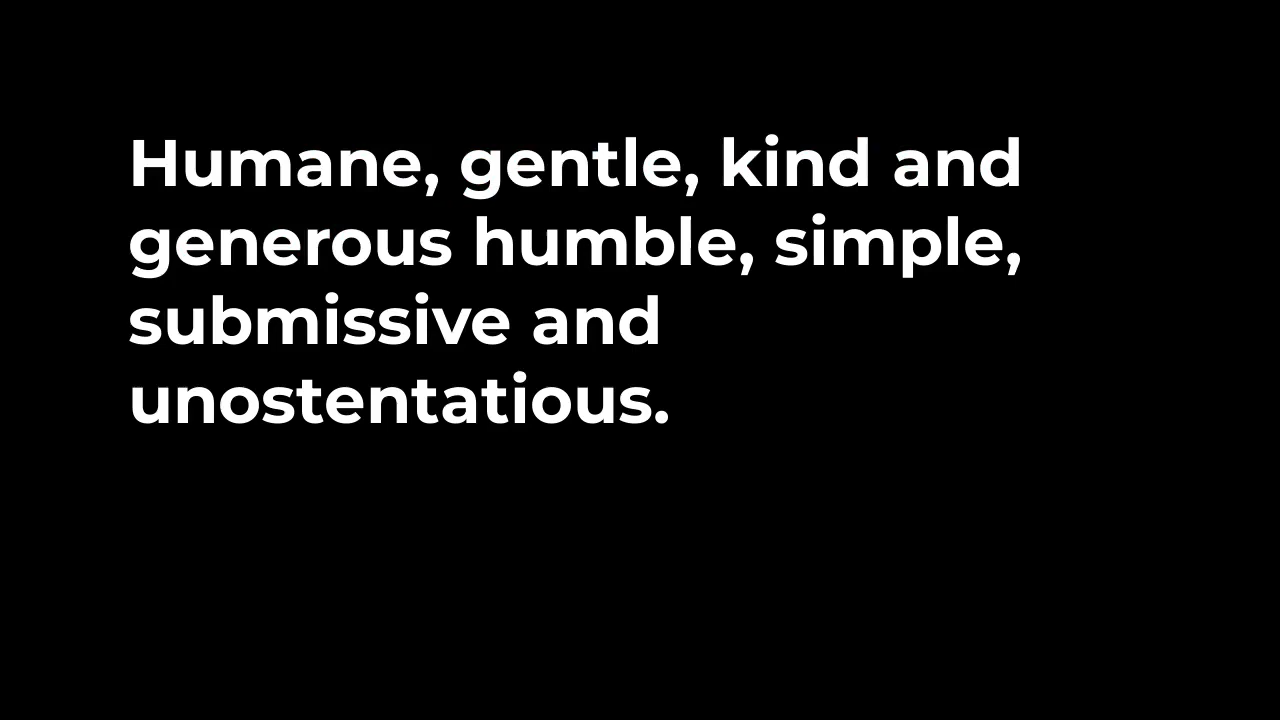 Humane, gentle, kind and
generous humble, simple,
submissive and
unostentatious.